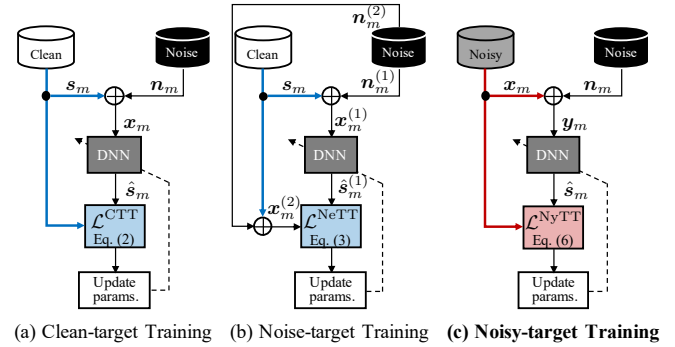 Clean
Noise
s_m
n_m
x_m
DNN
ŝ_m
ℒ^CTT
Eq. (2)
Update
params.
(a) Clean-target Training
n_m^(2)
Clean
Noise
s_m
n_m^(1)
x_m^(1)
DNN
ŝ_m^(1)
x_m^(2)
ℒ^NeTT
Eq. (3)
Update
params.
(b) Noise-target Training
Noisy
Noise
x_m
n_m
y_m
DNN
ŝ_m
ℒ^NyTT
Eq. (6)
Update
params.
(c) Noisy-target Training